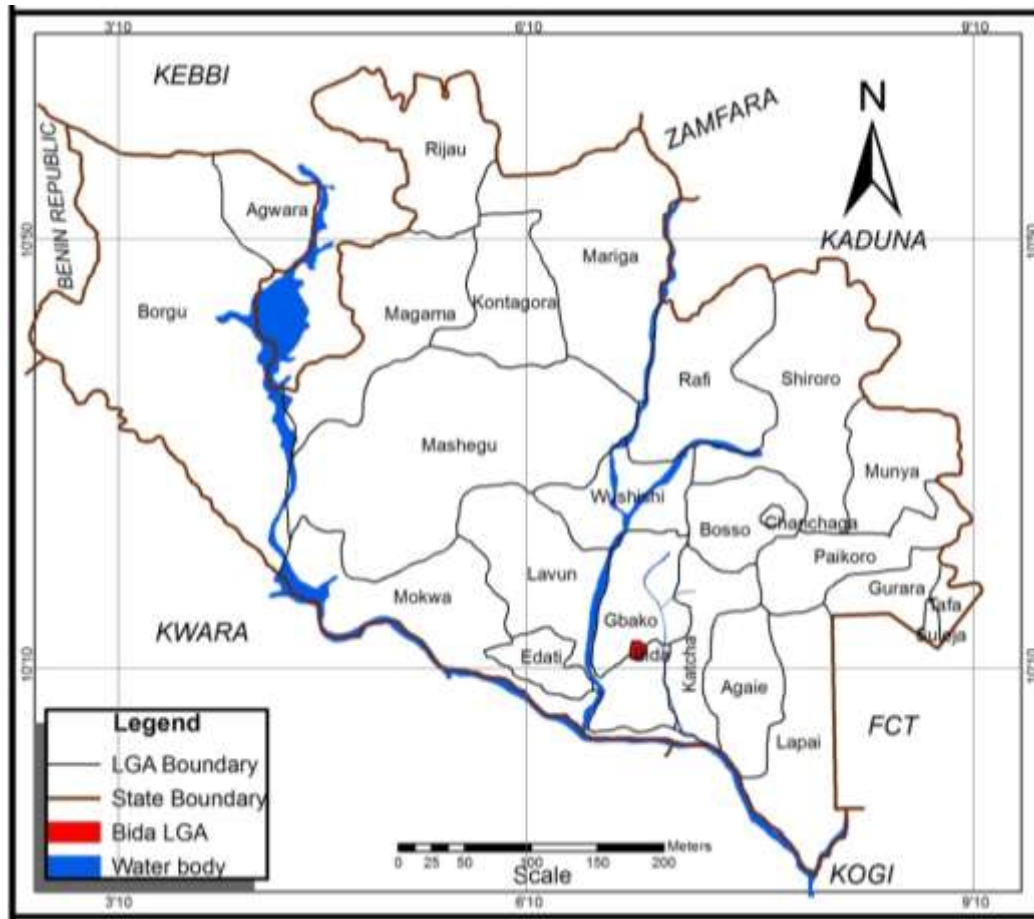 3'10
6'10
9'10
KEBBI
N
ZAMFARA
BENIN REPUBLIC
Rijau
Agwara
10'50
10'50
KADUNA
Mariga
Borgu
Magama
Kontagora
Rafi
Shiroro
Mashegu
Munya
Wushishi
Bosso
Chanchaga
Paikoro
Lavun
Mokwa
Gurara
Tafa
Suleja
KWARA
Gbako
Edati
Bida
Katcha
10'10
Agaie
FCT
Lapai
Legend
LGA Boundary
State Boundary
Bida LGA
Water body
0 25 50 100 150 200 Meters
Scale
KOGI
3'10
6'10
9'10